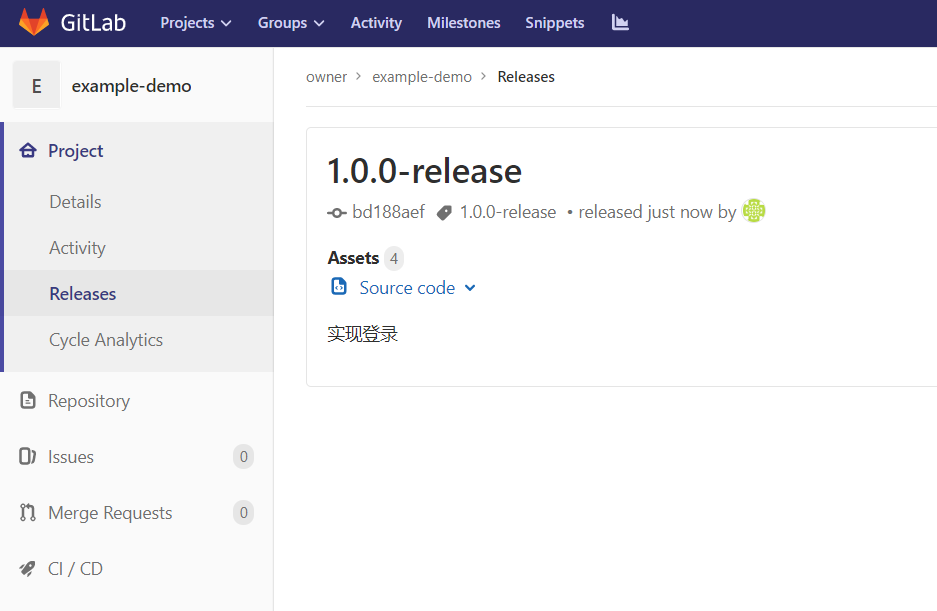 GitLab Projects Groups Activity Milestones Snippets
E example-demo
Project
Details
Activity
Releases
Cycle Analytics
Repository
Issues 0
Merge Requests 0
CI / CD
owner > example-demo > Releases
1.0.0-release
bd188aef 1.0.0-release • released just now by
Assets 4
Source code
实现登录